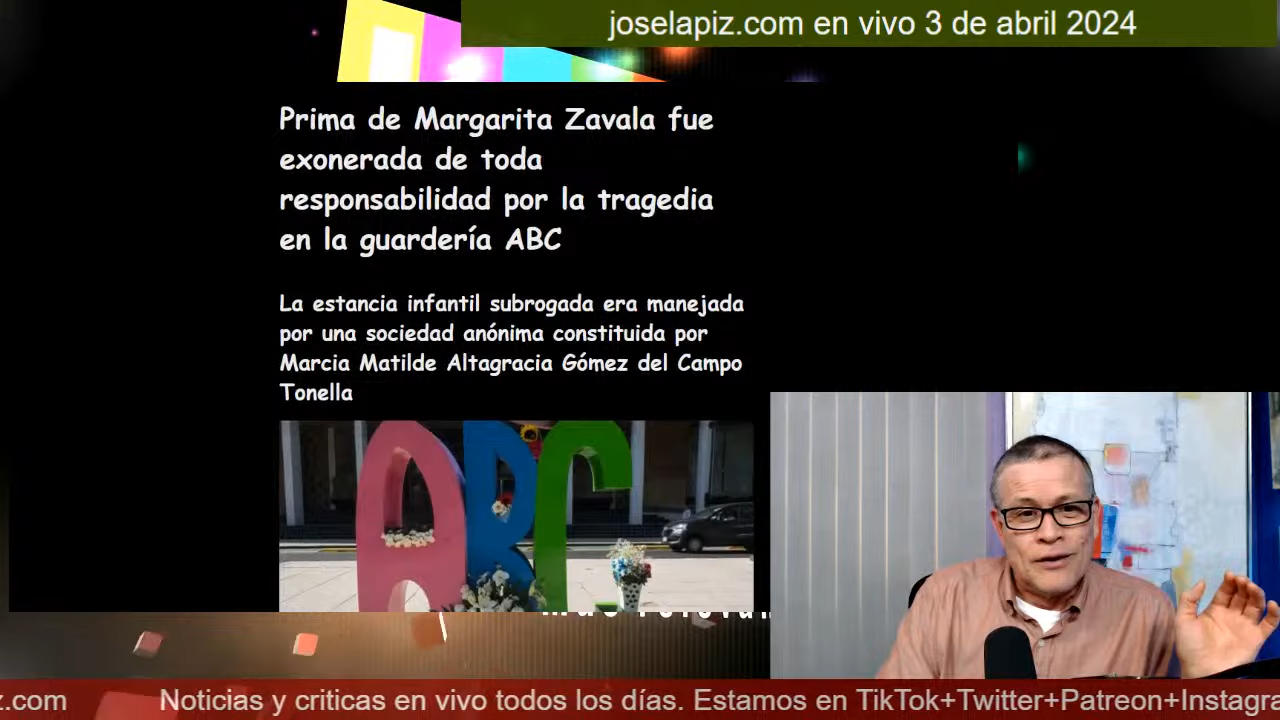 joselapiz.com en vivo 3 de abril 2024
Prima de Margarita Zavala fue
exonerada de toda
responsabilidad por la tragedia
en la guardería ABC
La estancia infantil subrogada era manejada
por una sociedad anónima constituida por
Marcia Matilde Altagracia Gómez del Campo
Tonella
ABC
z.com Noticias y criticas en vivo todos los días. Estamos en TikTok+Twitter+Patreon+Instagra